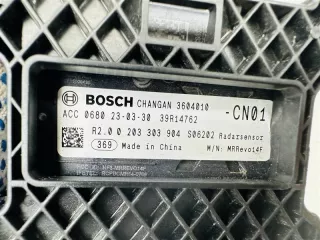 BOSCH CHANGAN 3604010
-CN01
ACC 0680 23-03-30 39R14762
R2.0 0 203 303 904 S06202 Radarsensor
369 Made in China M/N: MRRevo14F